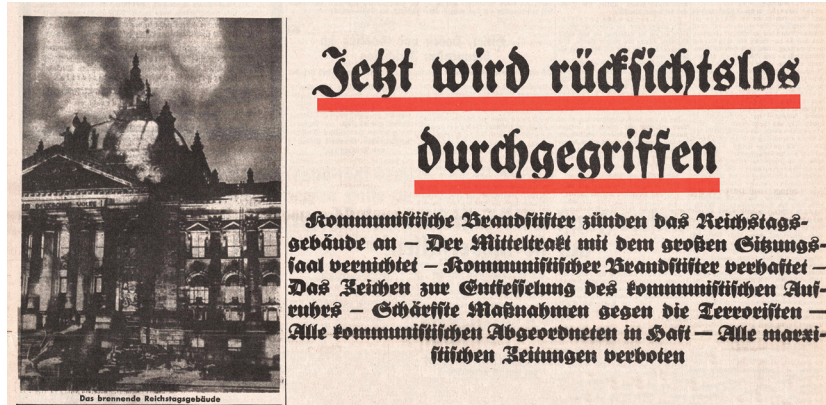 Jetzt wird rücksichtslos
durchgegriffen
Kommunistische Brandstifter zünden das Reichstags-
gebäude an — Der Mitteltrakt mit dem großen Sitzungs-
saal vernichtet — Kommunistischer Brandstifter verhaftet —
Das Zeichen zur Entfesselung des kommunistischen Auf-
ruhrs — Schärfste Maßnahmen gegen die Terroristen —
Alle kommunistischen Abgeordneten in Haft — Alle marxi-
stischen Zeitungen verboten
Das brennende Reichstagsgebäude